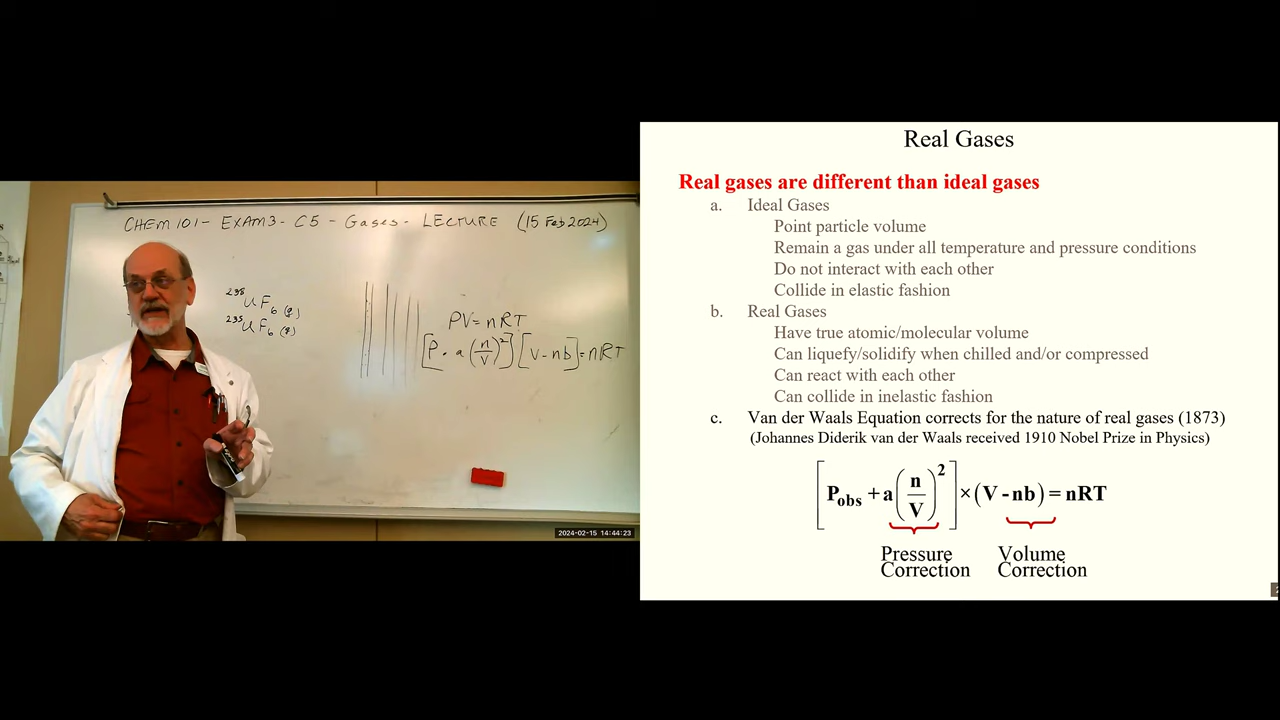 CHEM 101 - EXAM3 - C5 - Gases - LECTURE (15 Feb 2024)
238UF6 (g)
235UF6 (g)
PV = nRT
[P + a(n/V)2] [V - nb] = nRT
2024-02-15 14:44:23
Real Gases
Real gases are different than ideal gases
a. Ideal Gases
Point particle volume
Remain a gas under all temperature and pressure conditions
Do not interact with each other
Collide in elastic fashion
b. Real Gases
Have true atomic/molecular volume
Can liquefy/solidify when chilled and/or compressed
Can react with each other
Can collide in inelastic fashion
c. Van der Waals Equation corrects for the nature of real gases (1873)
(Johannes Diderik van der Waals received 1910 Nobel Prize in Physics)
[Pobs + a(n/V)2] × (V - nb) = nRT
Pressure Volume
Correction Correction